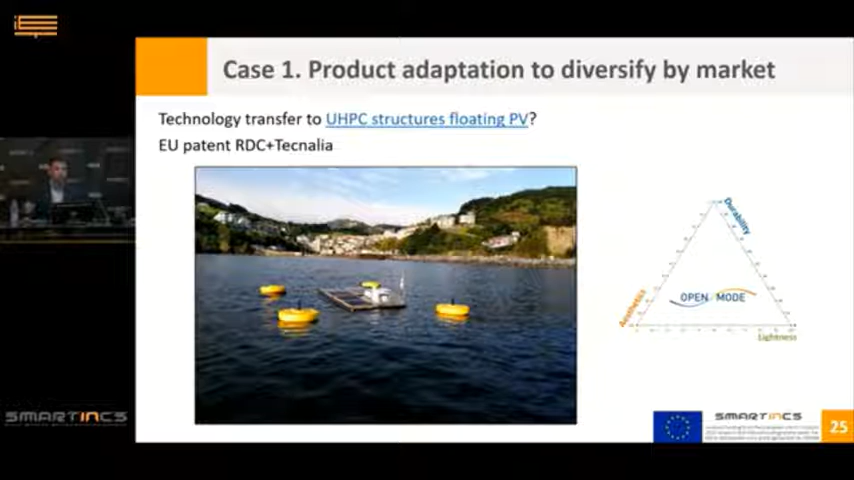 Case 1. Product adaptation to diversify by market
Technology transfer to UHPC structures floating PV?
EU patent RDC+Tecnalia
Durability
OPEN MODE
Aesthetics
Lightness
SMARTINCS
SMARTINCS
25